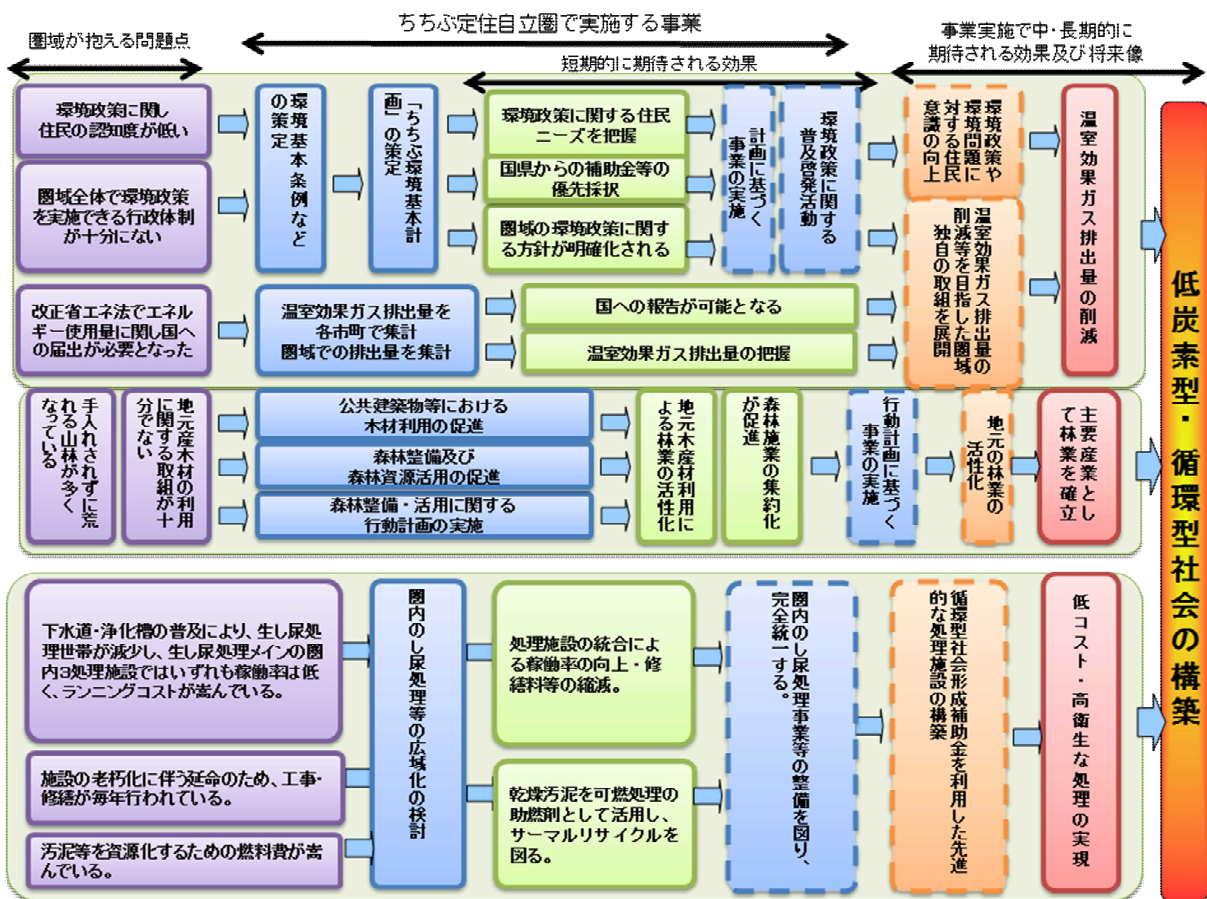 圏域が抱える問題点
ちちぶ定住自立圏で実施する事業
短期的に期待される効果
事業実施で中・長期的に
期待される効果及び将来像
環境政策に関し
住民の認知度が低い
圏域全体で環境政策
を実施できる行政体制
が十分にない
環境基本条例など
の策定
「ちちぶ環境基本計
画」の策定
環境政策に関する住民
ニーズを把握
国県からの補助金等の
優先採択
圏域の環境政策に関す
る方針が明確化される
計画に基づく
事業の実施
環境政策に関する
普及啓発活動
環境政策や
環境問題に
対する住民
意識の向上
温室効果ガス排出量の
削減等を目指した圏域
独自の取組を展開
温室効果ガス排出量の削減
改正省エネ法でエネル
ギー使用量に関し国へ
の届出が必要となった
温室効果ガス排出量を
各市町で集計
圏域での排出量を集計
国への報告が可能となる
温室効果ガス排出量の把握
手入れされずに荒
れる山林が多く
なっている
地元産木材の利用
に関する取組が十
分でない
公共建築物等における
木材利用の促進
森林整備及び
森林資源活用の促進
森林整備・活用に関する
行動計画の実施
地元木産材利用に
よる林業の活性化
森林施業の集約化
が促進
行動計画に基づく
事業の実施
地元の林業の
活性化
主要産業とし
て林業を確立
下水道・浄化槽の普及により、生し尿処
理世帯が減少し、生し尿処理メインの圏
内3処理施設ではいずれも稼働率は低
く、ランニングコストが嵩んでいる。
施設の老朽化に伴う延命のため、工事・
修繕が毎年行われている。
汚泥等を資源化するための燃料費が嵩
んでいる。
圏内のし尿処理等の広域化の検討
処理施設の統合によ
る稼働率の向上・修
繕料等の縮減。
乾燥汚泥を可燃処理の
助燃剤として活用し、
サーマルリサイクルを
図る。
圏内のし尿処理事業等の整備を図り、
完全統一する。
循環型社会形成補助金を利用した先進
的な処理施設の構築
低コスト・高衛生な処理の実現
低炭素型・循環型社会の構築